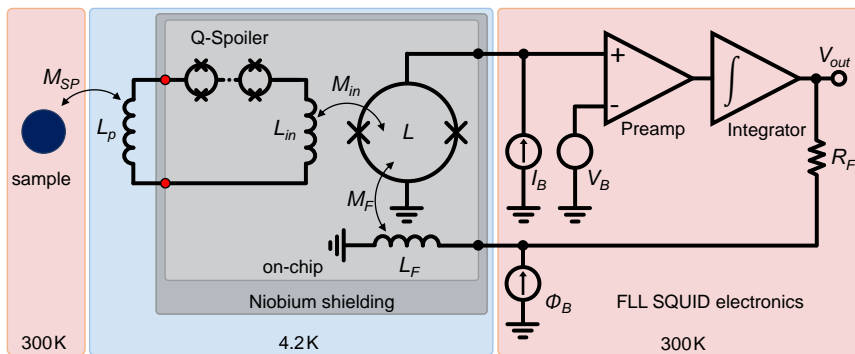 Q-Spoiler
V_out
M_SP
M_in
+
-
∫
L_p
L_in
L
Preamp
Integrator
sample
I_B
V_B
R_F
M_F
on-chip
L_F
Niobium shielding
Φ_B
FLL SQUID electronics
300K
4.2K
300K